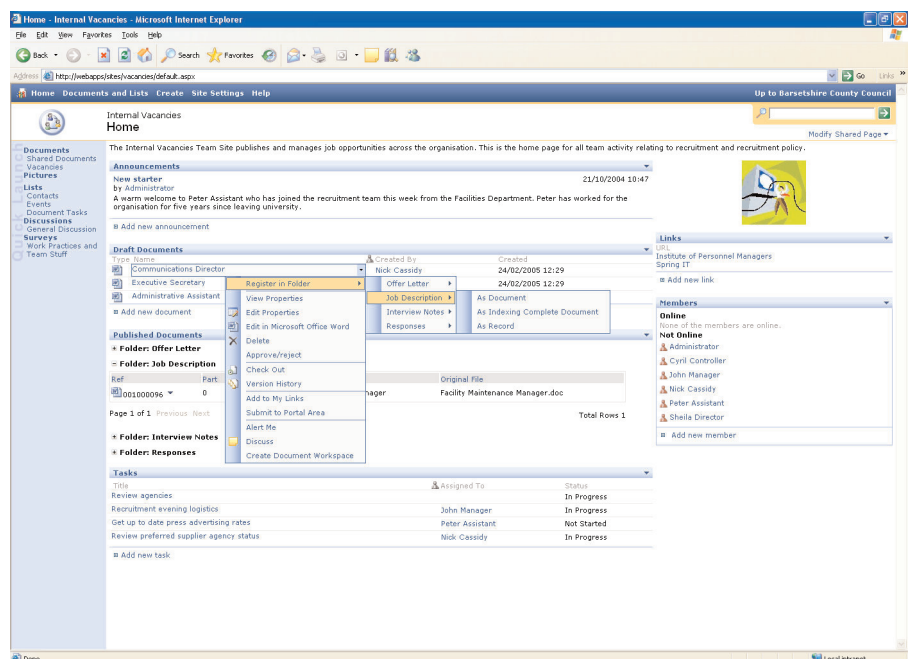 Home - Internal Vacancies - Microsoft Internet Explorer
File Edit View Favorites Tools Help
Back Search Favorites
Address http://webapps/sites/vacancies/default.aspx Go Links »
Home Documents and Lists Create Site Settings Help Up to Barsetshire County Council
Internal Vacancies
Home
Modify Shared Page
The Internal Vacancies Team Site publishes and manages job opportunities across the organisation. This is the home page for all team activity relating to recruitment and recruitment policy.
Documents
Shared Documents
Vacancies
Pictures
Lists
Contacts
Events
Document Tasks
Discussions
General Discussion
Surveys
Work Practices and
Team Stuff
Announcements
New starter 21/10/2004 10:47
by Administrator
A warm welcome to Peter Assistant who has joined the recruitment team this week from the Facilities Department. Peter has worked for the
organisation for five years since leaving university.
Add new announcement
Draft Documents
Type Name Created By Created
Communications Director Nick Cassidy 24/02/2005 12:29
Executive Secretary 24/02/2005 12:29
Administrative Assistant
Add new document
Register in Folder
View Properties
Edit Properties
Edit in Microsoft Office Word
Delete
Approve/reject
Check Out
Version History
Add to My Links
Submit to Portal Area
Alert Me
Discuss
Create Document Workspace
Offer Letter
Job Description
Interview Notes
Responses
As Document
As Indexing Complete Document
As Record
Published Documents
Folder: Offer Letter
Folder: Job Description
Ref Part Original File
001000096 0 nager Facility Maintenance Manager.doc
Page 1 of 1 Previous Next Total Rows 1
Folder: Interview Notes
Folder: Responses
Tasks
Title Assigned To Status
Review agencies In Progress
Recruitment evening logistics John Manager In Progress
Get up to date press advertising rates Peter Assistant Not Started
Review preferred supplier agency status Nick Cassidy In Progress
Add new task
Links
URL
Institute of Personnel Managers
Spring IT
Add new link
Members
Online
None of the members are online.
Not Online
Administrator
Cyril Controller
John Manager
Nick Cassidy
Peter Assistant
Sheila Director
Add new member
Done Local intranet